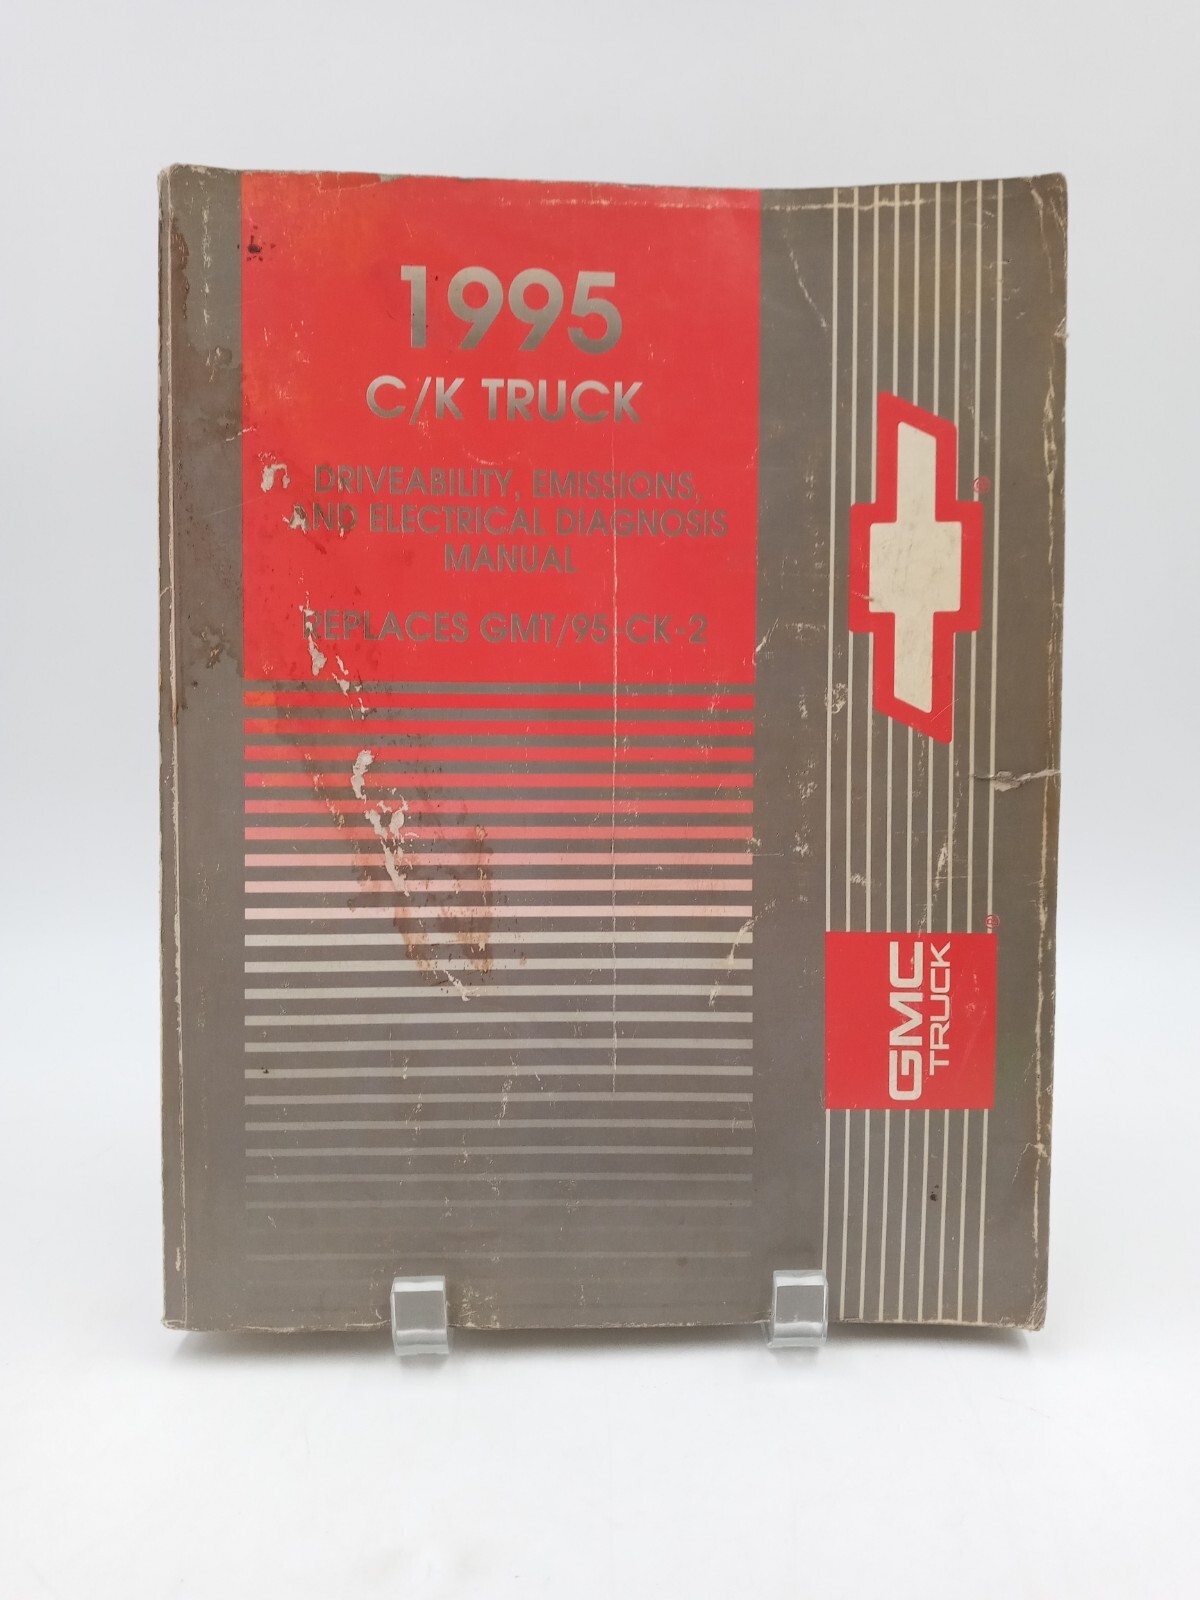 1995
C/K TRUCK
DRIVEABILITY, EMISSIONS,
AND ELECTRICAL DIAGNOSIS
MANUAL
REPLACES GMT/95-CK-2
®
®
GMC
TRUCK